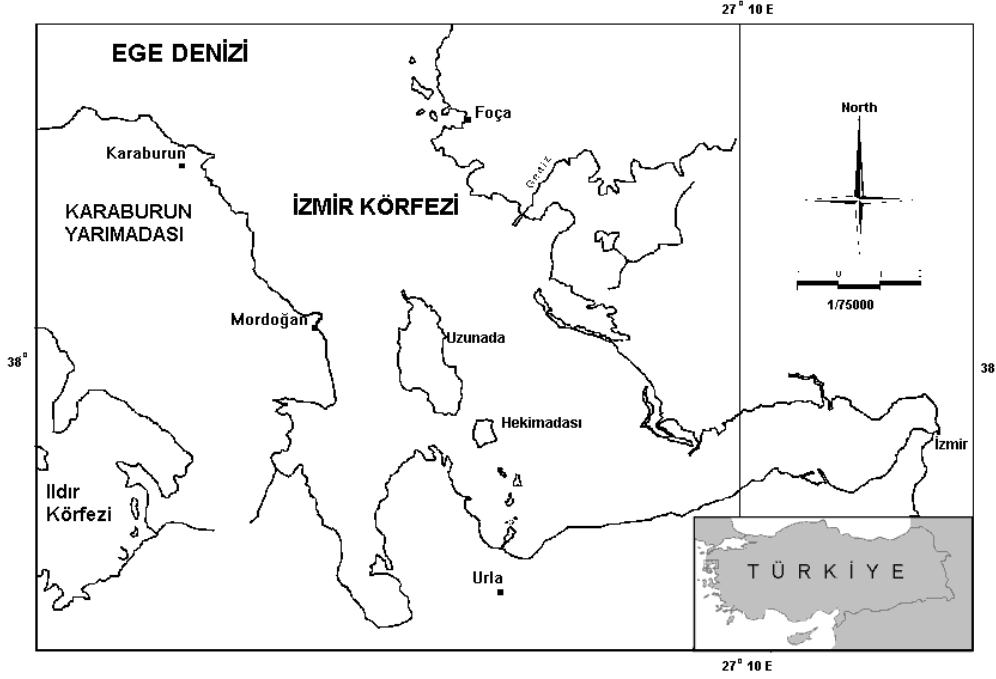 27° 10 E
EGE DENİZİ
North
Foça
Karaburun
Gediz
KARABURUN
YARIMADASI
İZMİR KÖRFEZİ
1/75000
Mordoğan
Uzunada
38°
38
Hekimadası
İzmir
Ildır
Körfezi
Urla
TÜRKİYE
27° 10 E